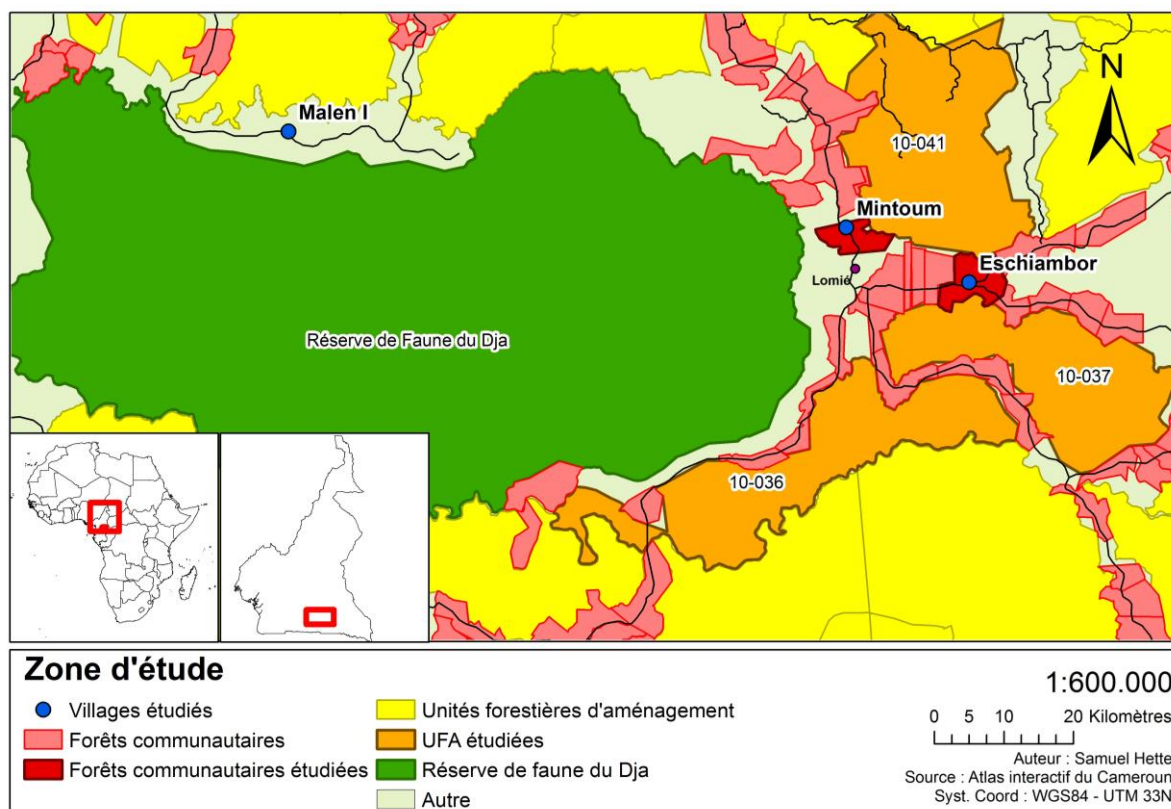 N
Malen I
10-041
Mintoum
Eschiambor
Lomié
Réserve de Faune du Dja
10-037
10-036
Zone d'étude
Villages étudiés
Forêts communautaires
Forêts communautaires étudiées
Unités forestières d'aménagement
UFA étudiées
Réserve de faune du Dja
Autre
1:600.000
0 5 10 20 Kilomètres
Auteur : Samuel Hette
Source : Atlas interactif du Cameroun
Syst. Coord : WGS84 - UTM 33N